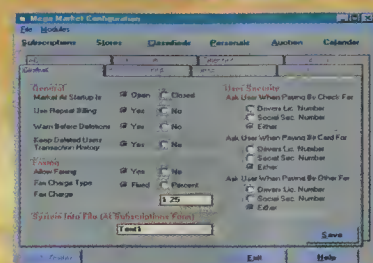 Mega Market Configuration
File Modules
Subscriptions Stores Classifieds Personals Auction Calander
General
General
Market At Startup Is Open Closed
Use Repeat Billing Yes No
Warn Before Deletions Yes No
Keep Deleted Users Transaction History Yes No
Faxing
Allow Faxing Yes No
Fax Charge Type Fixed Percent
Fax Charge
$.25
System Info File (At Subscriptions Form)
User Security
Ask User When Paying By Check For
Drivers Lic. Number
Social Sec. Number
Either
Ask User When Paying By Card For
Drivers Lic. Number
Social Sec. Number
Either
Ask User When Paying By Other For
Drivers Lic. Number
Social Sec. Number
Either
Save
Exit Help